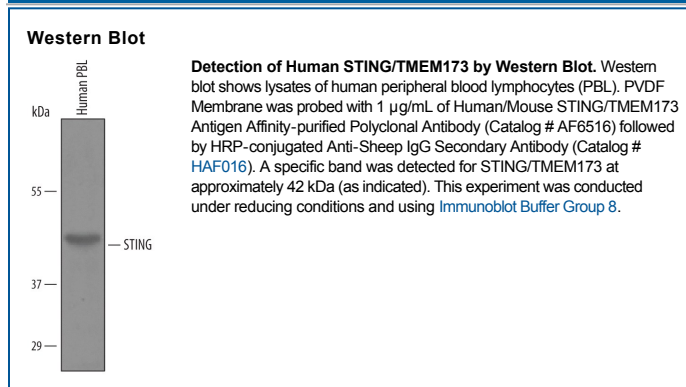 Western Blot
Human PBL
kDa
55
STING
37
29
Detection of Human STING/TMEM173 by Western Blot. Western
blot shows lysates of human peripheral blood lymphocytes (PBL). PVDF
Membrane was probed with 1 µg/mL of Human/Mouse STING/TMEM173
Antigen Affinity-purified Polyclonal Antibody (Catalog # AF6516) followed
by HRP-conjugated Anti-Sheep IgG Secondary Antibody (Catalog #
HAF016). A specific band was detected for STING/TMEM173 at
approximately 42 kDa (as indicated). This experiment was conducted
under reducing conditions and using Immunoblot Buffer Group 8.